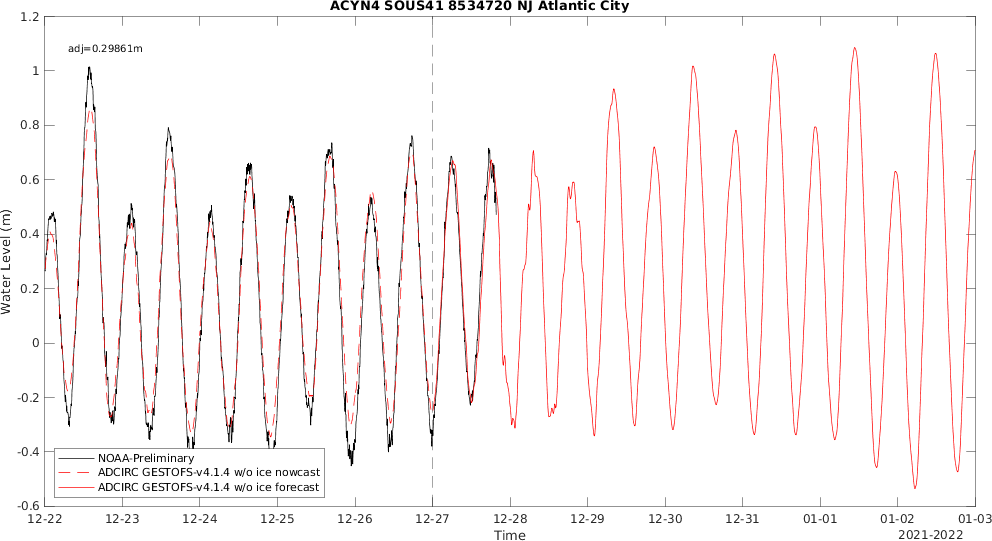 ACYN4 SOUS41 8534720 NJ Atlantic City
adj=0.29861m
1.2
1
0.8
0.6
0.4
0.2
0
-0.2
-0.4
-0.6
Water Level (m)
NOAA-Preliminary
ADCIRC GESTOFS-v4.1.4 w/o ice nowcast
ADCIRC GESTOFS-v4.1.4 w/o ice forecast
12-22 12-23 12-24 12-25 12-26 12-27 12-28 12-29 12-30 12-31 01-01 01-02 01-03
Time
2021-2022